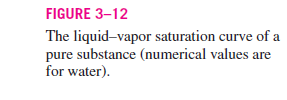 FIGURE 3–12
The liquid–vapor saturation curve of a
pure substance (numerical values are
for water).